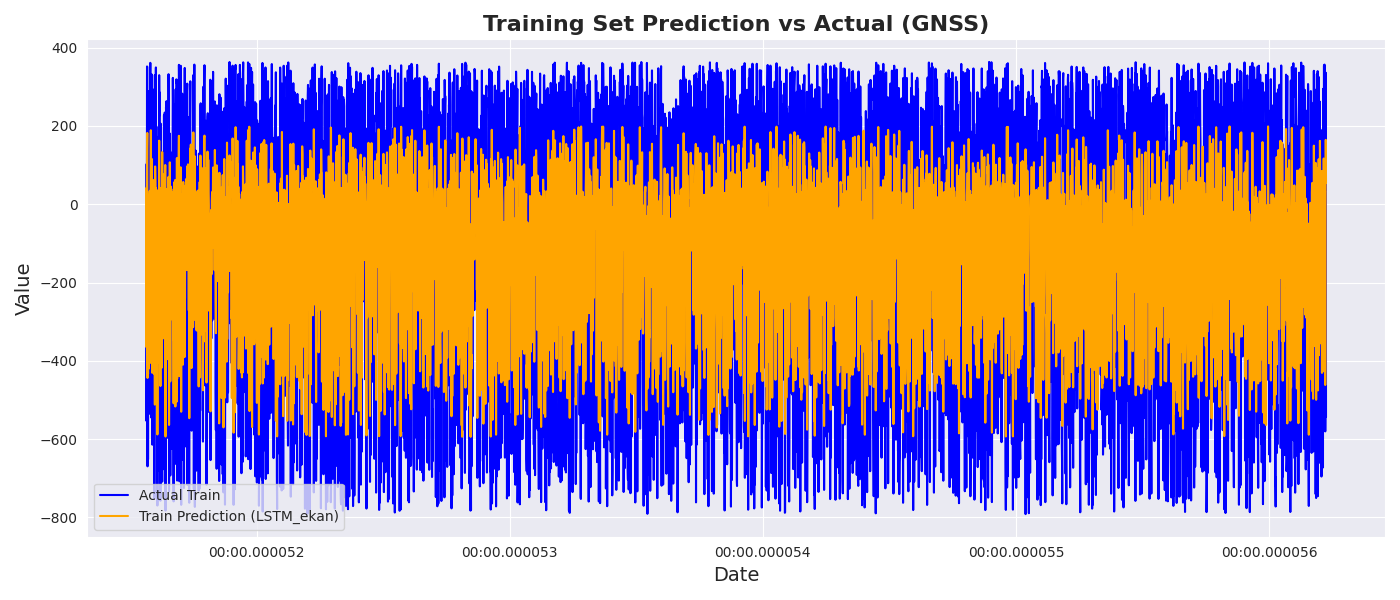 Training Set Prediction vs Actual (GNSS)
400
200
0
−200
−400
−600
−800
Value
Actual Train
Train Prediction (LSTM_ekan)
00:00.000052
00:00.000053
00:00.000054
00:00.000055
00:00.000056
Date